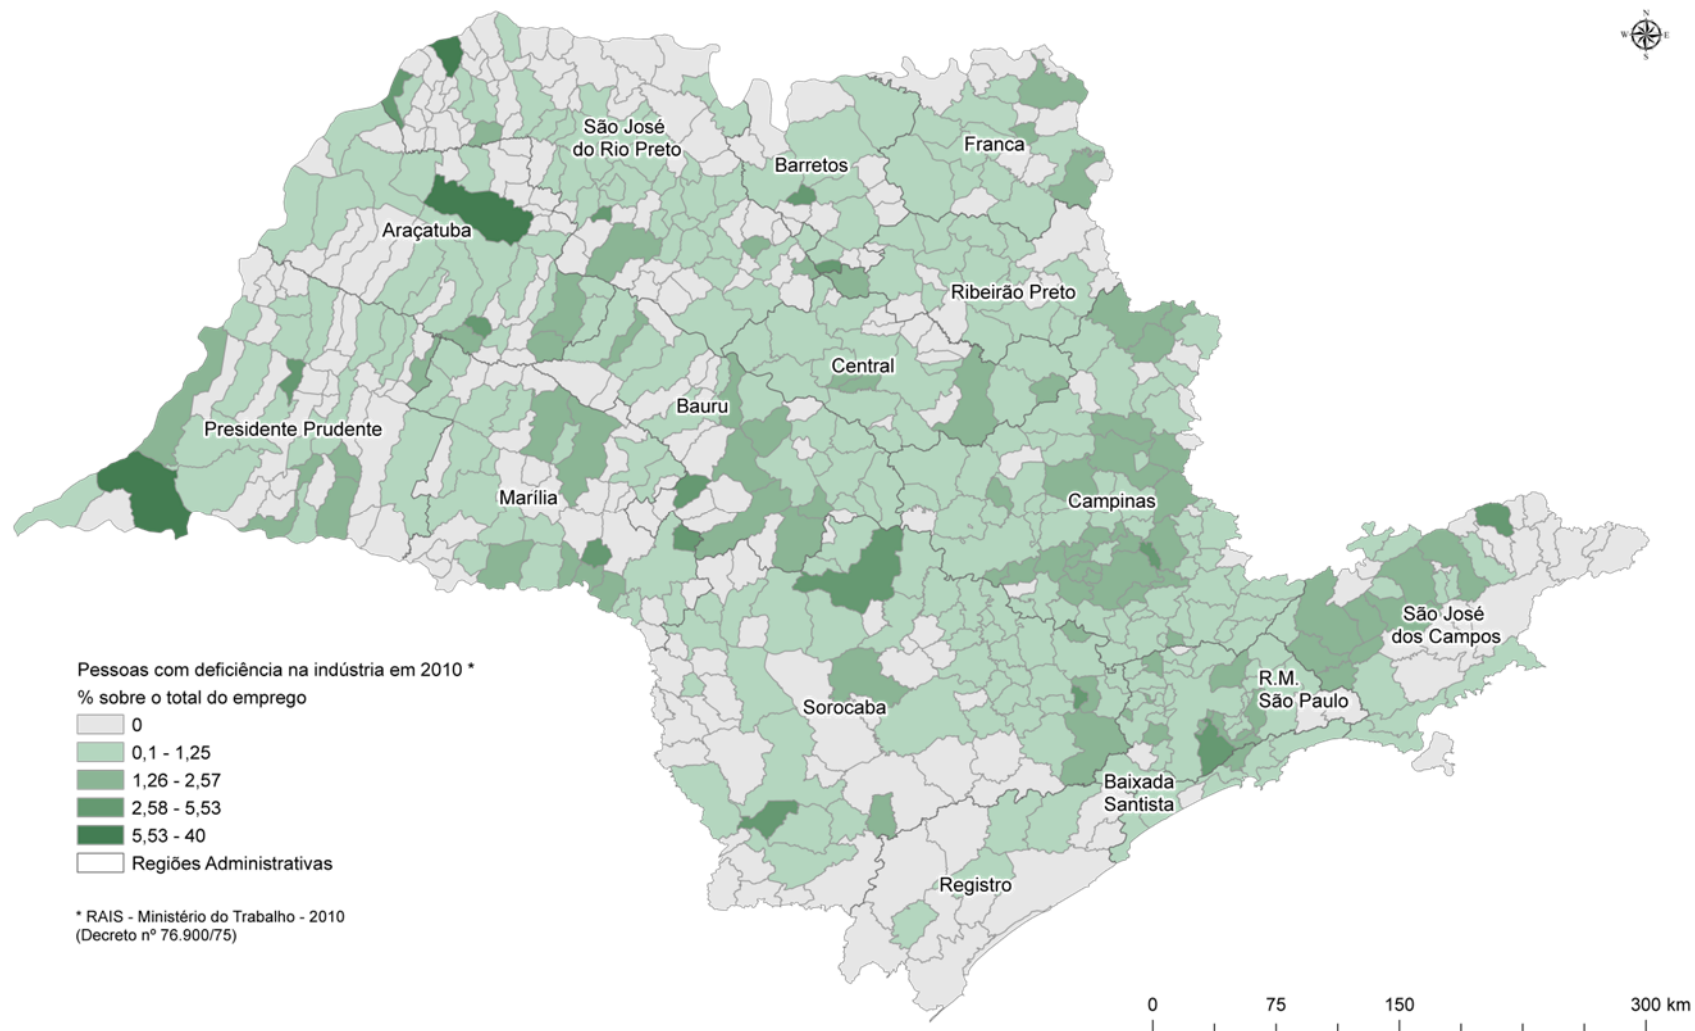 N
W E
S
São José
do Rio Preto
Franca
Barretos
Araçatuba
Ribeirão Preto
Central
Bauru
Presidente Prudente
Marília
Campinas
São José
dos Campos
R.M.
São Paulo
Sorocaba
Baixada
Santista
Registro
Pessoas com deficiência na indústria em 2010 *
% sobre o total do emprego
0
0,1 - 1,25
1,26 - 2,57
2,58 - 5,53
5,53 - 40
Regiões Administrativas
* RAIS - Ministério do Trabalho - 2010
(Decreto nº 76.900/75)
0 75 150 300 km